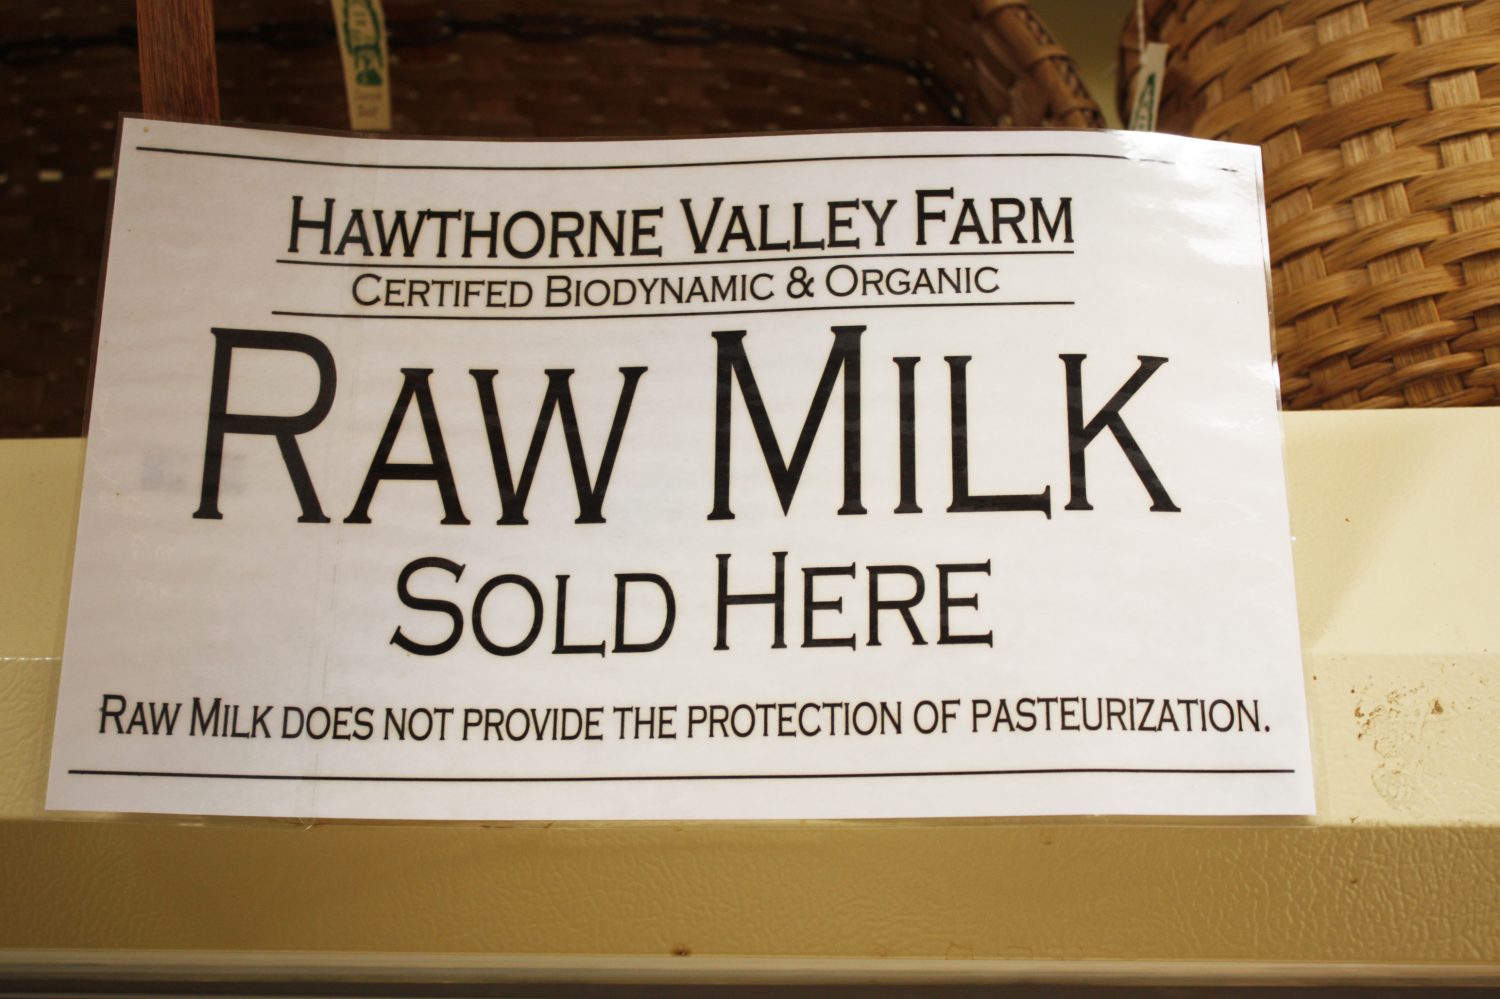 HAWTHORNE VALLEY FARM
CERTIFED BIODYNAMIC & ORGANIC
RAW MILK
SOLD HERE
RAW MILK DOES NOT PROVIDE THE PROTECTION OF PASTEURIZATION.